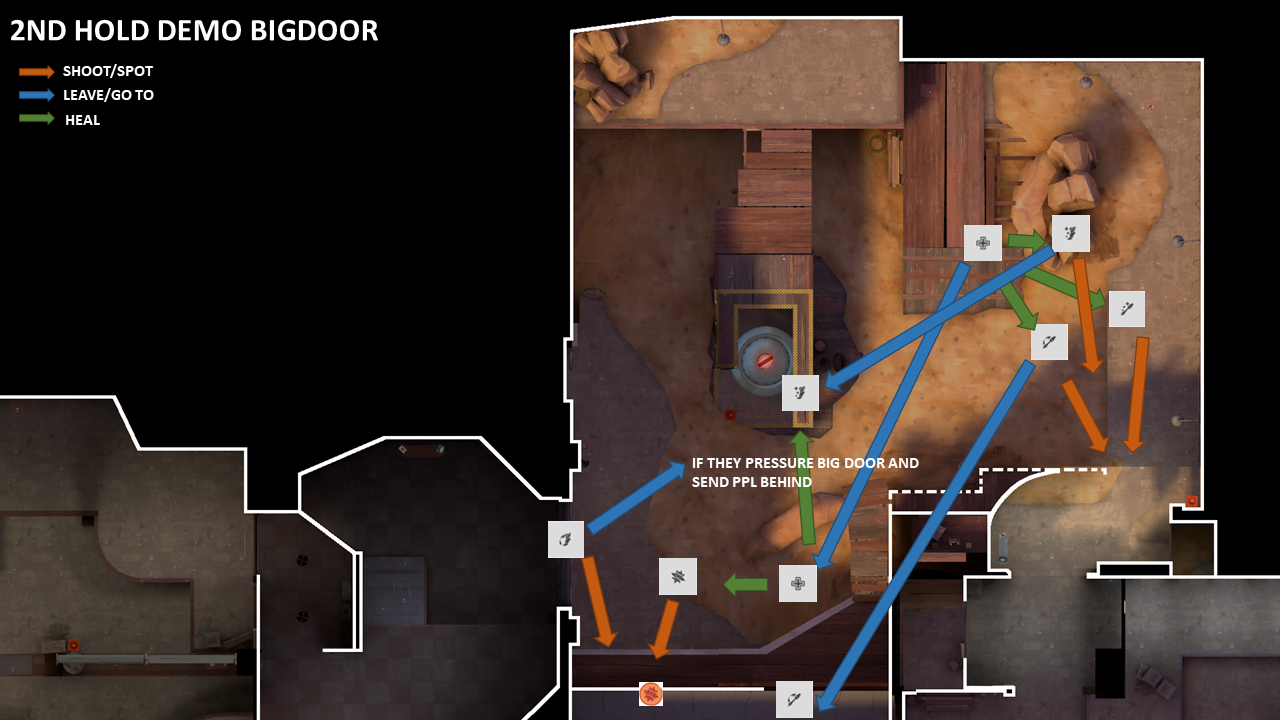 2ND HOLD DEMO BIGDOOR
SHOOT/SPOT
LEAVE/GO TO
HEAL
IF THEY PRESSURE BIG DOOR AND
SEND PPL BEHIND